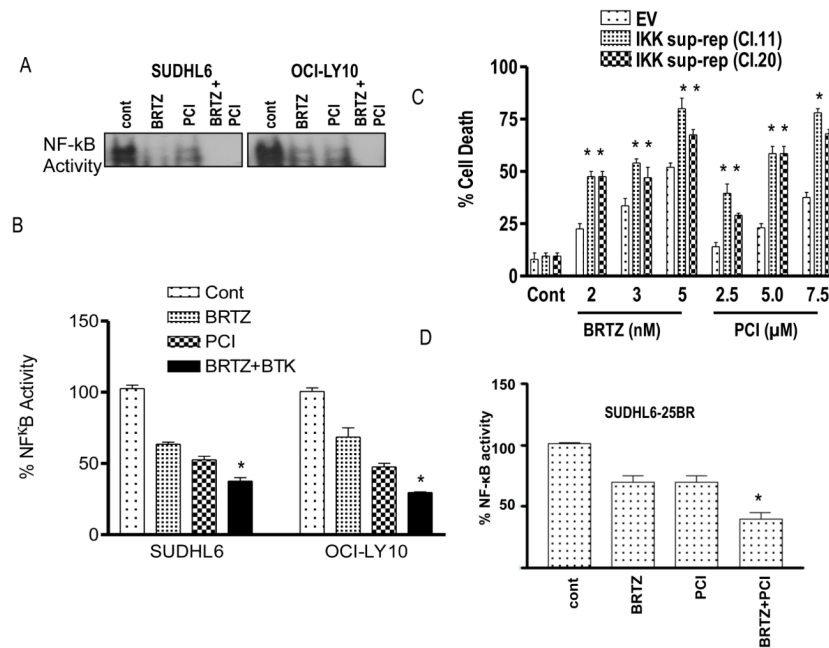 A
SUDHL6
OCI-LY10
cont
BRTZ
PCI
BRTZ +
PCI
cont
BRTZ
PCI
BRTZ +
PCI
NF-kB
Activity
B
Cont
BRTZ
PCI
BRTZ+BTK
% NFᴷB Activity
150
100
50
0
*
*
SUDHL6
OCI-LY10
C
EV
IKK sup-rep (Cl.11)
IKK sup-rep (Cl.20)
% Cell Death
100
75
50
25
0
* *
* *
* *
* *
* *
*
Cont
2
3
5
2.5
5.0
7.5
BRTZ (nM)
PCI (µM)
D
SUDHL6-25BR
% NF-κB activity
150
100
50
*
cont
BRTZ
PCI
BRTZ+PCI